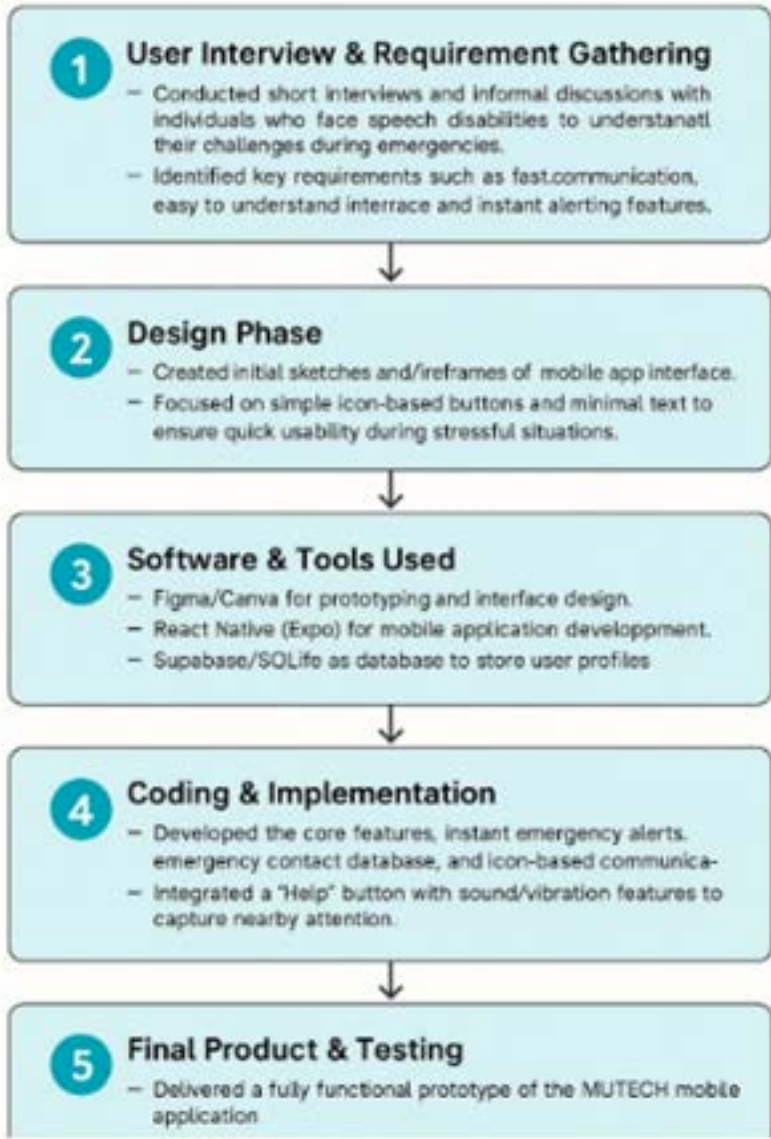 1 User Interview & Requirement Gathering
– Conducted short interviews and informal discussions with
individuals who face speech disabilities to understanatl
their challenges during emergencies.
– Identified key requirements such as fast.communication,
easy to understand interrace and instant alerting features.
2 Design Phase
– Created initial sketches and/ireframes of mobile app interface.
– Focused on simple icon-based buttons and minimal text to
ensure quick usability during stressful situations.
3 Software & Tools Used
– Figma/Canva for prototyping and interface design.
– React Native (Expo) for mobile application developpment.
– Supabase/SQLife as database to store user profiles
4 Coding & Implementation
– Developed the core features, instant emergency alerts.
emergency contact database, and icon-based communica-
– Integrated a "Help" button with sound/vibration features to
capture nearby attention.
5 Final Product & Testing
– Delivered a fully functional prototype of the MUTECH mobile
application